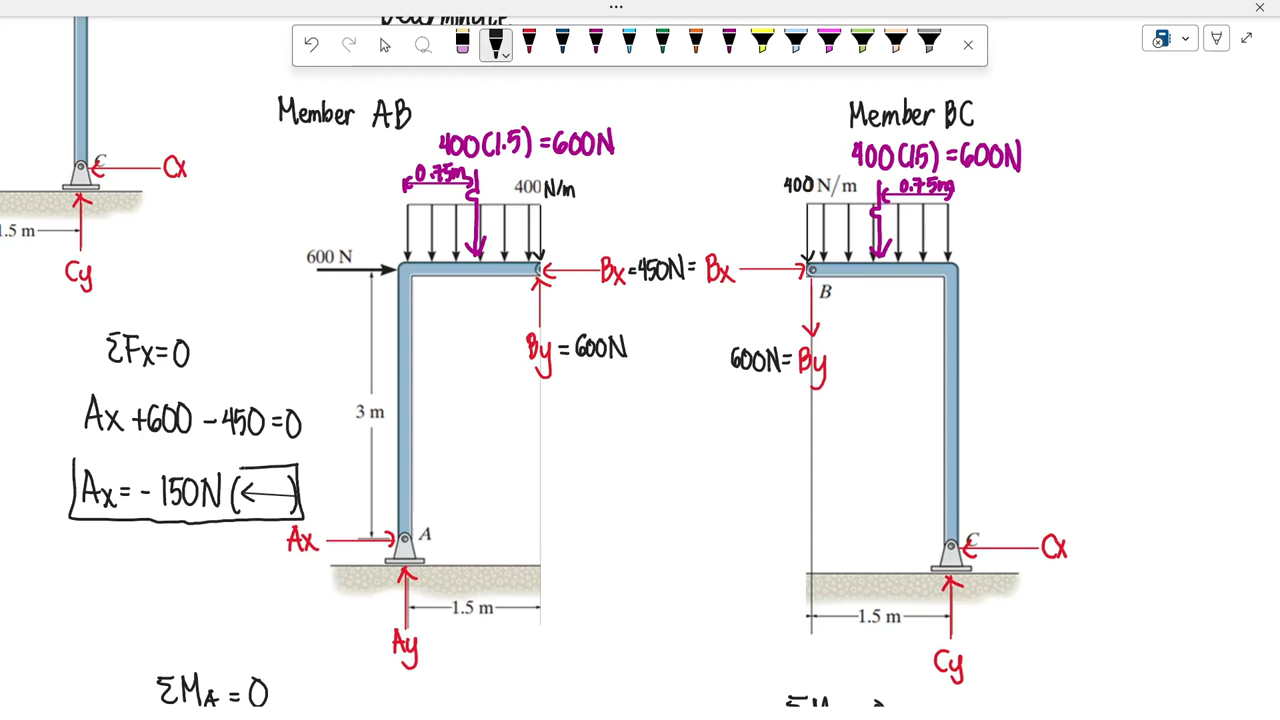 Determinate
Member AB
Member BC
400(1.5) = 600N
400(15) = 600N
0.75m
400 N/m
400 N/m
0.75m
C
Cx
1.5 m
Cy
600 N
Bx = 450N = Bx
B
By = 600N
600N = By
ΣFx = 0
Ax + 600 - 450 = 0
Ax = - 150N (←)
3 m
Ax
A
C
Cx
1.5 m
1.5 m
Ay
Cy
ΣMA = 0